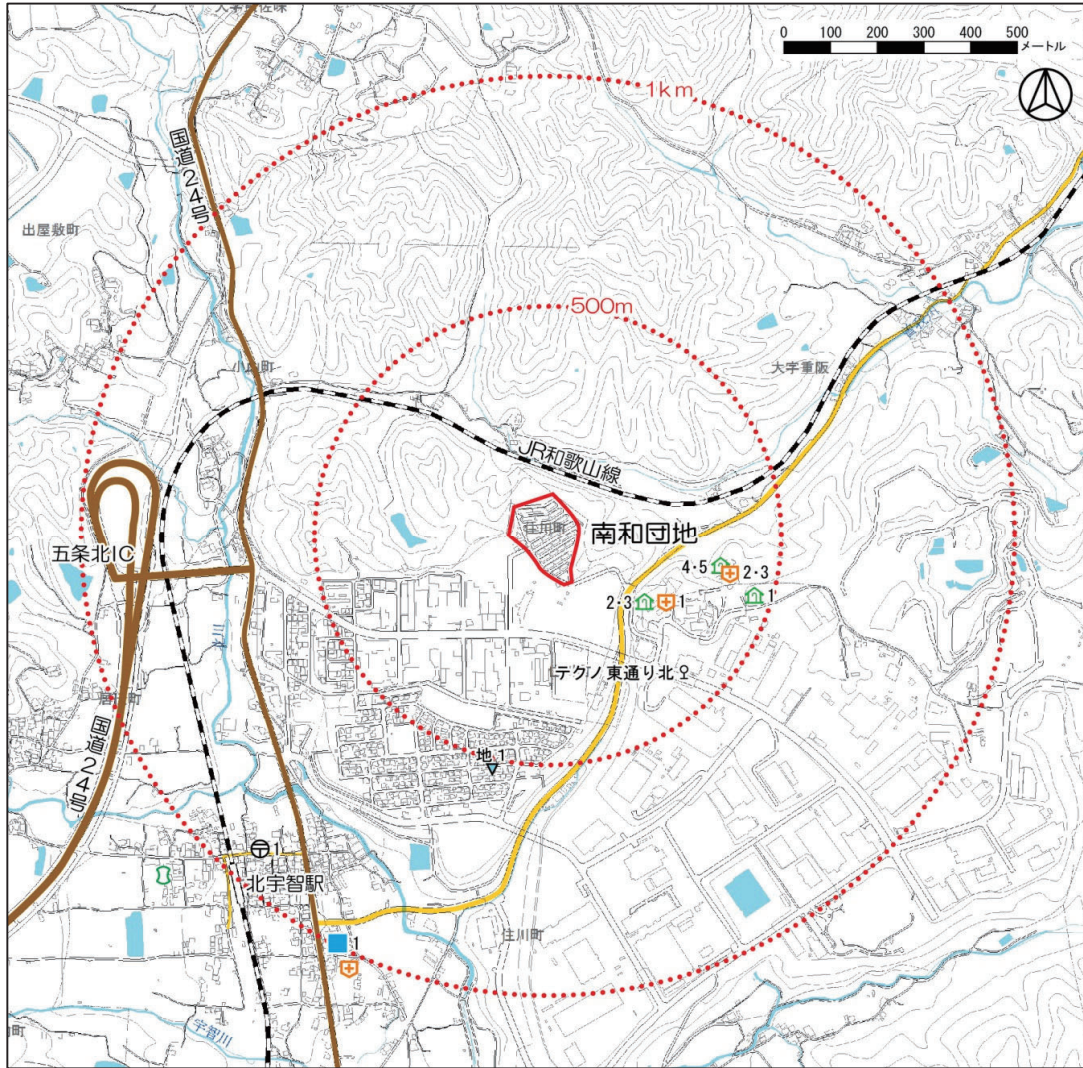 0 100 200 300 400 500
メートル
1km
国道24号
出屋敷町
500m
大字重阪
JR和歌山線
住川町
南和団地
五条北IC
4・5
2・3
2・3
1
1
テクノ東通り北
国道24号
地1
1
北宇智駅
住川町
1
宇智川